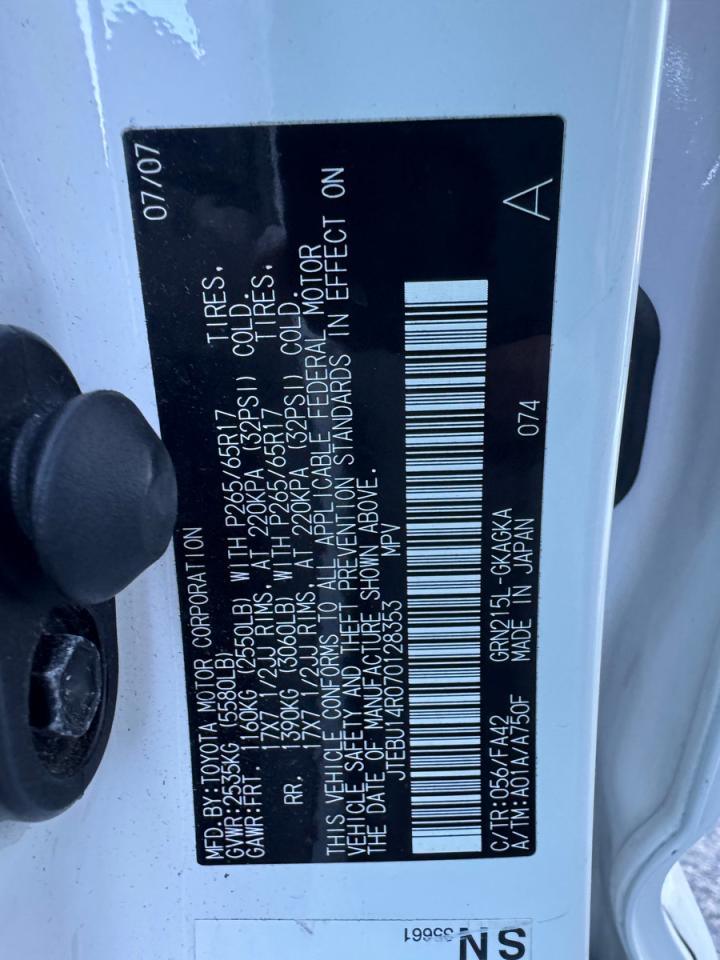 MFD. BY: TOYOTA MOTOR CORPORATION 07/07
GVWR: 2535KG (5580LB)
GAWR: FRT. 1160KG (2550LB) WITH P265/65R17 TIRES,
17X7 1/2JJ RIMS, AT 220KPA (32PSI) COLD.
RR. 1390KG (3060LB) WITH P265/65R17 TIRES,
17X7 1/2JJ RIMS, AT 220KPA (32PSI) COLD.
THIS VEHICLE CONFORMS TO ALL APPLICABLE FEDERAL MOTOR
VEHICLE SAFETY AND THEFT PREVENTION STANDARDS IN EFFECT ON
THE DATE OF MANUFACTURE SHOWN ABOVE.
JTEBU14R070128353 MPV
C/TR: 056/FA42 GRN215L-GKAGKA 074
A/TM: A01A/A750F MADE IN JAPAN A
SN
35661